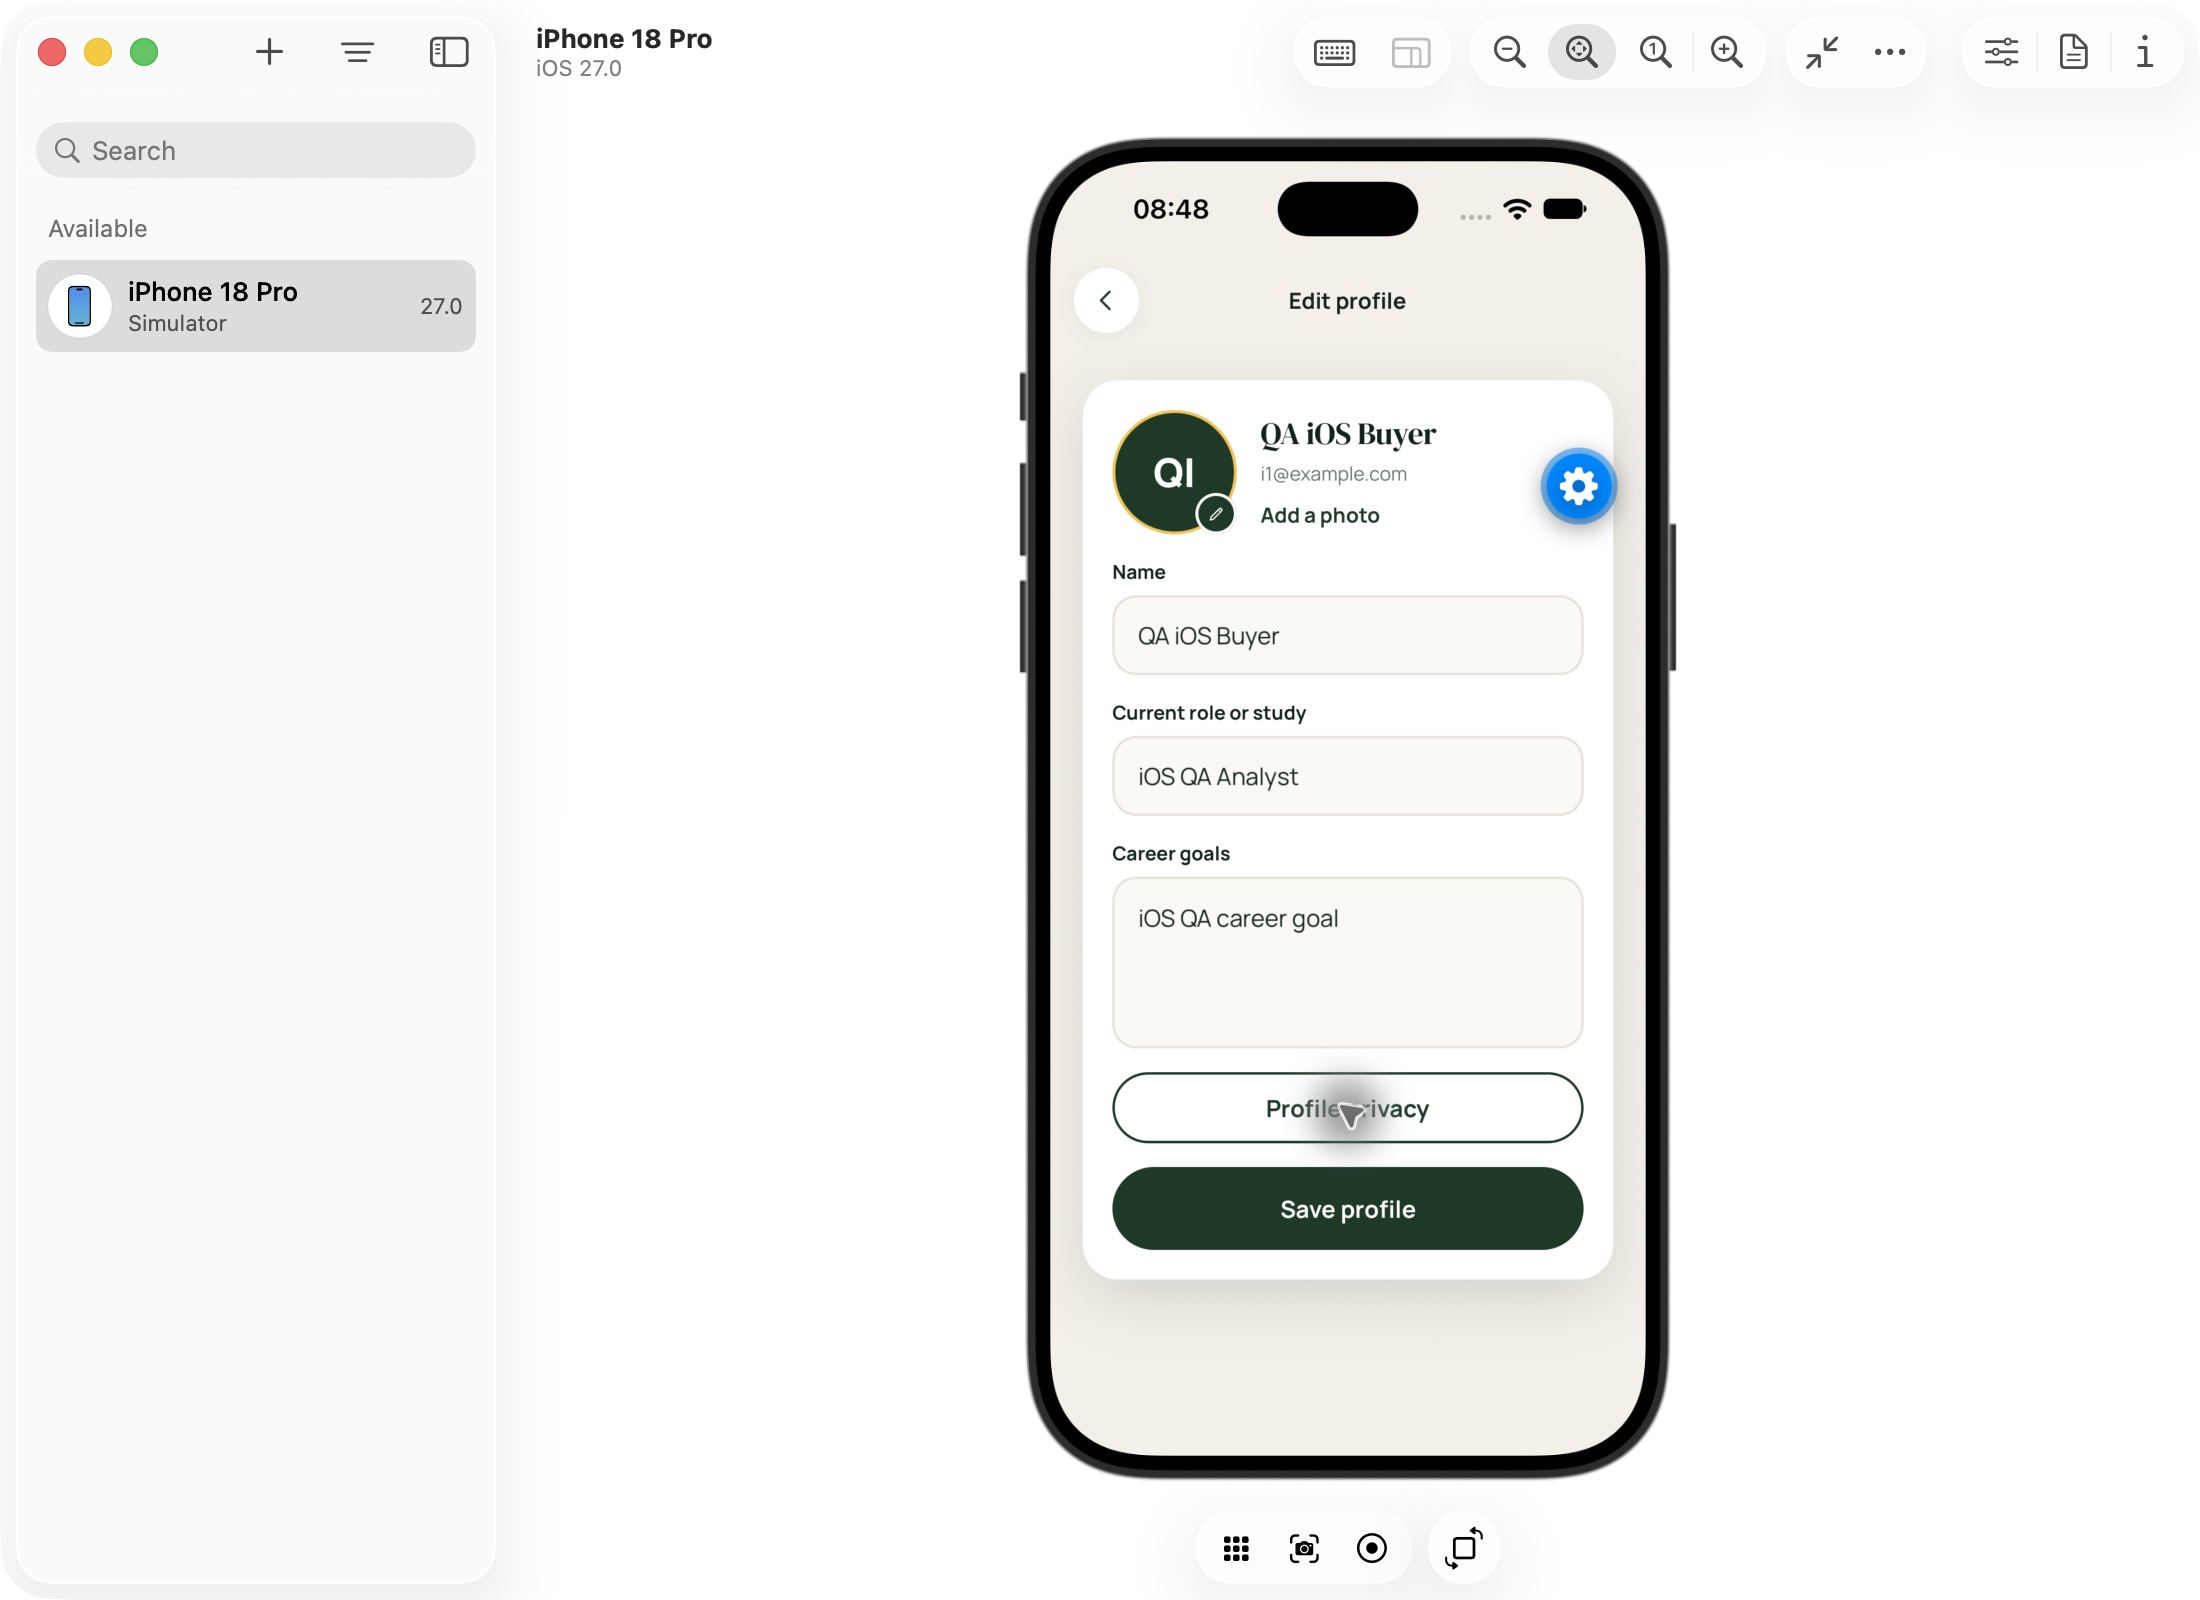 iPhone 18 Pro
iOS 27.0
Search
Available
iPhone 18 Pro
Simulator
27.0
08:48
Edit profile
QI
QA iOS Buyer
i1@example.com
Add a photo
Name
QA iOS Buyer
Current role or study
iOS QA Analyst
Career goals
iOS QA career goal
Profile
Save profile